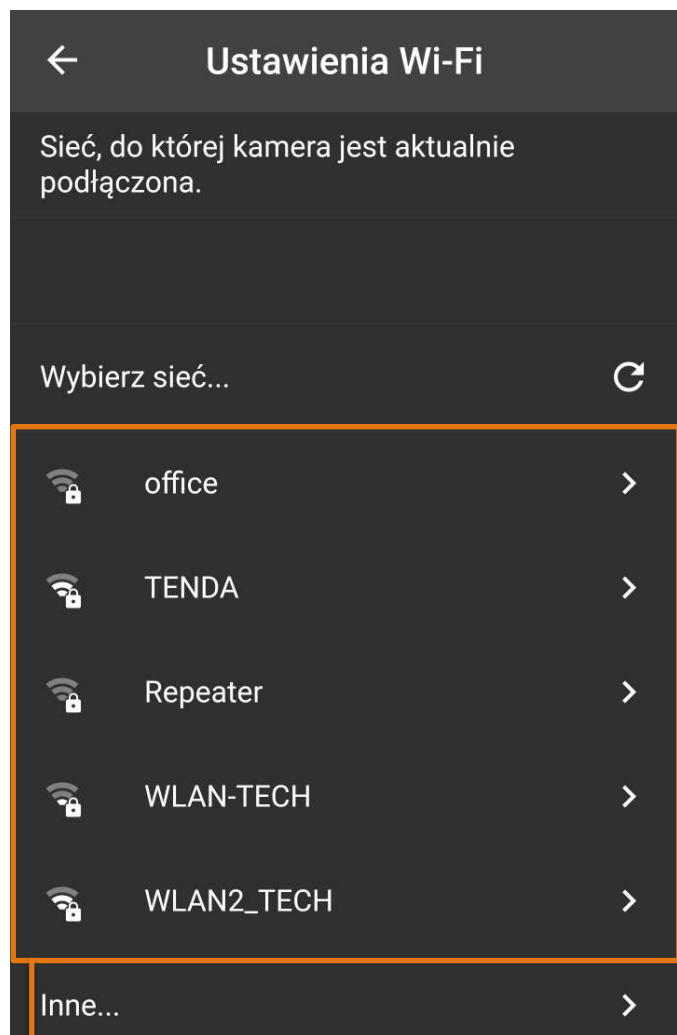 Ustawienia Wi-Fi
Sieć, do której kamera jest aktualnie
podłączona.
Wybierz sieć...
office
TENDA
Repeater
WLAN-TECH
WLAN2_TECH
Inne...